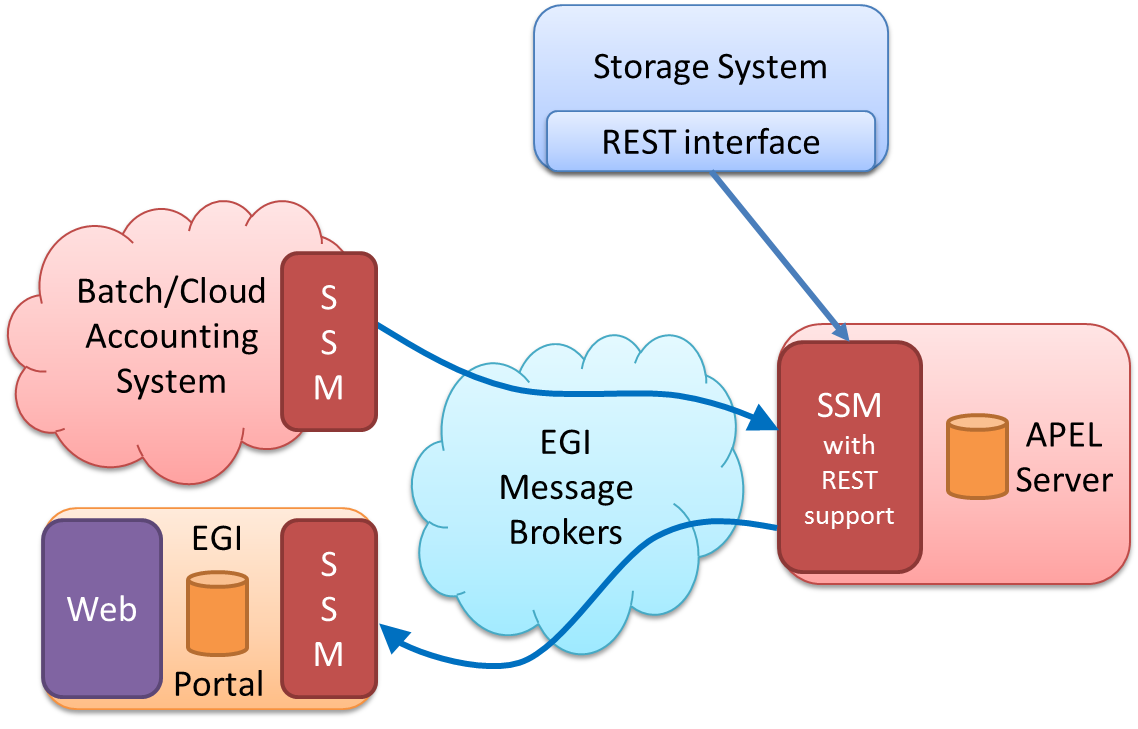 Storage System
REST interface
Batch/Cloud
Accounting
System
S
S
M
EGI
Message
Brokers
SSM
with
REST
support
APEL
Server
Web
EGI
Portal
S
S
M